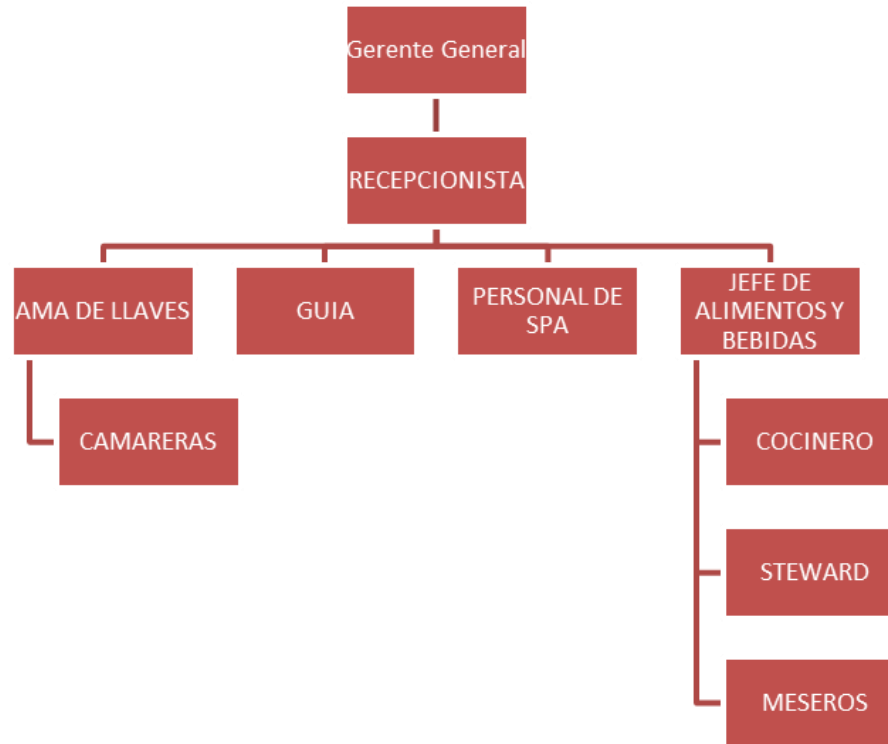 Gerente General
RECEPCIONISTA
AMA DE LLAVES
GUIA
PERSONAL DE
SPA
JEFE DE
ALIMENTOS Y
BEBIDAS
CAMARERAS
COCINERO
STEWARD
MESEROS